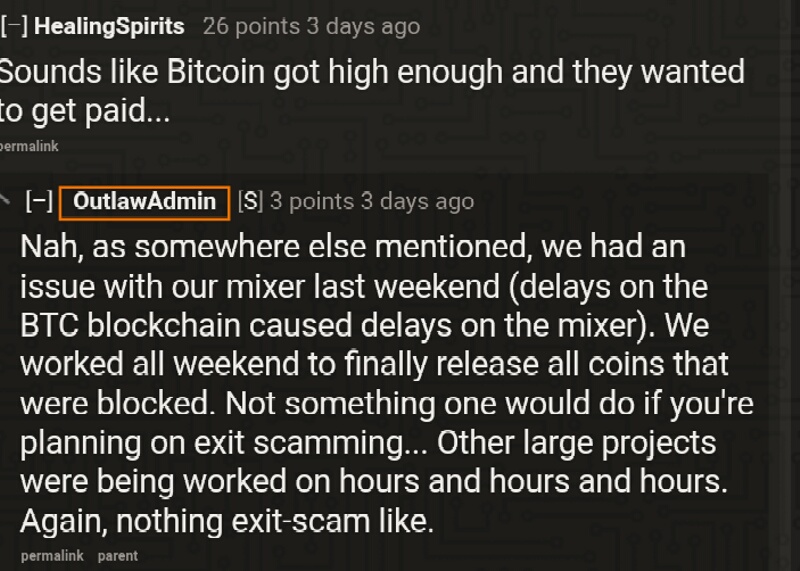 [–] HealingSpirits 26 points 3 days ago
Sounds like Bitcoin got high enough and they wanted
to get paid...
permalink
[–] OutlawAdmin [S] 3 points 3 days ago
Nah, as somewhere else mentioned, we had an
issue with our mixer last weekend (delays on the
BTC blockchain caused delays on the mixer). We
worked all weekend to finally release all coins that
were blocked. Not something one would do if you're
planning on exit scamming... Other large projects
were being worked on hours and hours and hours.
Again, nothing exit-scam like.
permalink parent